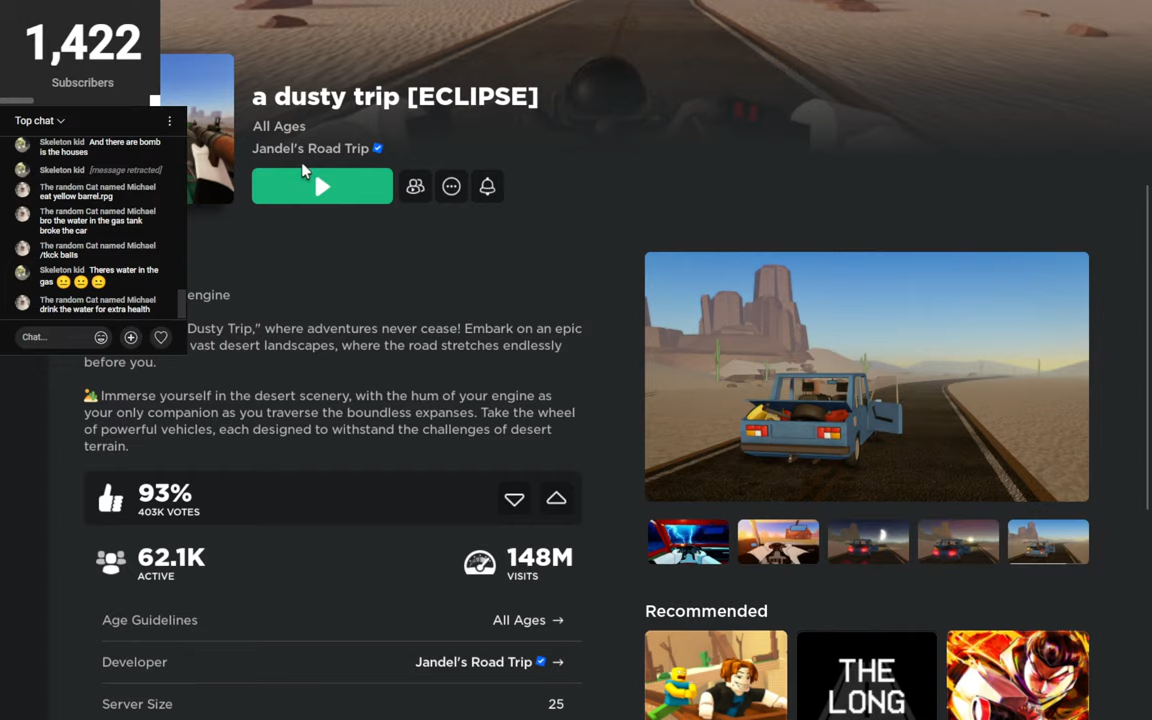 1,422
Subscribers
Top chat
Skeleton kid And there are bomb
is the houses
Skeleton kid [message retracted]
The random Cat named Michael
eat yellow barrel.rpg
The random Cat named Michael
bro the water in the gas tank
broke the car
The random Cat named Michael
/tkck balls
Skeleton kid Theres water in the
gas 😐 😐 😐
The random Cat named Michael
drink the water for extra health
Chat...
a dusty trip [ECLIPSE]
All Ages
Jandel's Road Trip
engine
Dusty Trip," where adventures never cease! Embark on an epic
vast desert landscapes, where the road stretches endlessly
before you.
🏜️Immerse yourself in the desert scenery, with the hum of your engine as
your only companion as you traverse the boundless expanses. Take the wheel
of powerful vehicles, each designed to withstand the challenges of desert
terrain.
93%
403K VOTES
62.1K
ACTIVE
148M
VISITS
Age Guidelines
All Ages →
Developer
Jandel's Road Trip →
Server Size
25
Recommended
THE
LONG